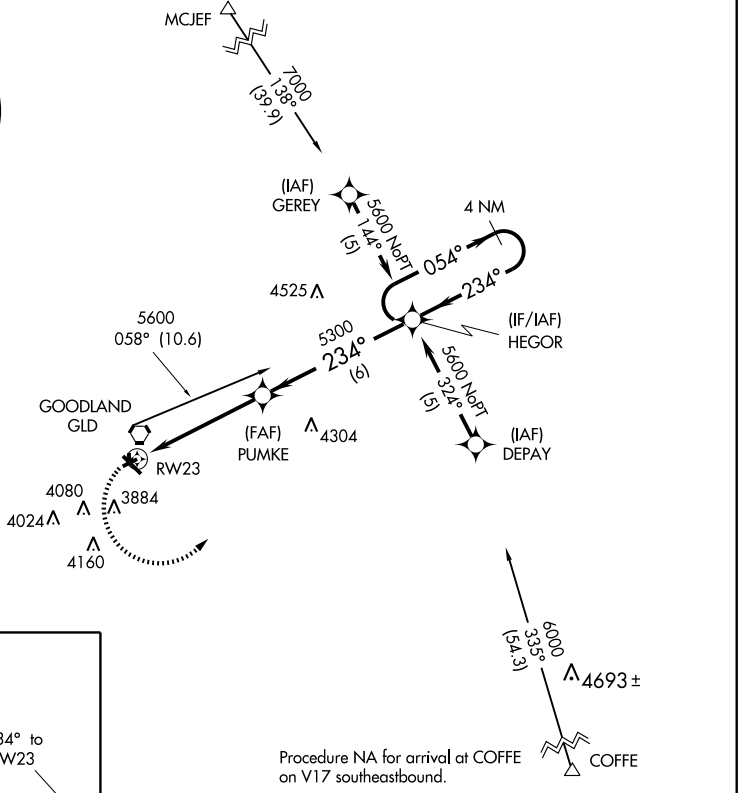 MCJEF
7000
138°
(39.9)
(IAF)
GEREY
5600 NoPT
144°
(5)
4 NM
054°
234°
4525
(IF/IAF)
HEGOR
5600
058° (10.6)
5300
234°
(6)
5600 NoPT
324°
(5)
GOODLAND
GLD
(FAF)
PUMKE
4304
(IAF)
DEPAY
RW23
4080
3884
4024
4160
6000
335°
(54.3)
4693 ±
34° to
W23
Procedure NA for arrival at COFFE
on V17 southeastbound.
COFFE